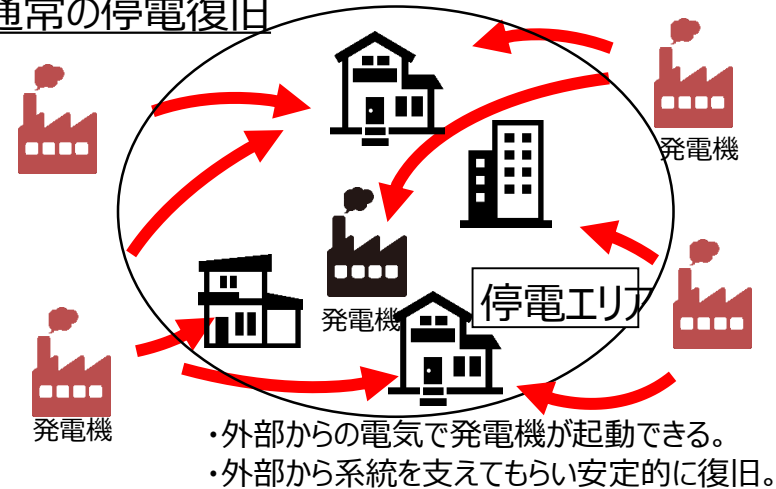 通常の停電復旧
発電機
停電エリア
発電機
発電機
・外部からの電気で発電機が起動できる。
・外部から系統を支えてもらい安定的に復旧。